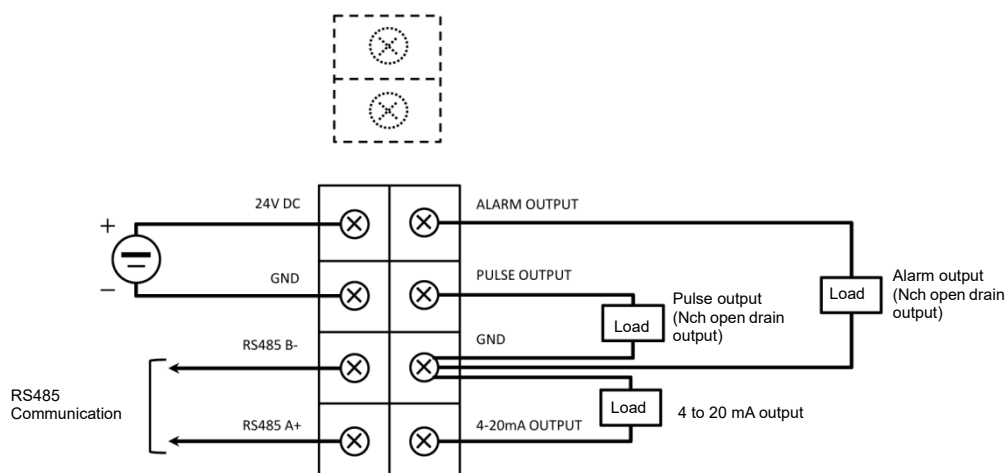 24V DC
ALARM OUTPUT
+
GND
PULSE OUTPUT
−
Load
Alarm output
(Nch open drain
output)
Load
Pulse output
(Nch open drain
output)
RS485 B-
GND
RS485
Communication
Load
4 to 20 mA output
RS485 A+
4-20mA OUTPUT